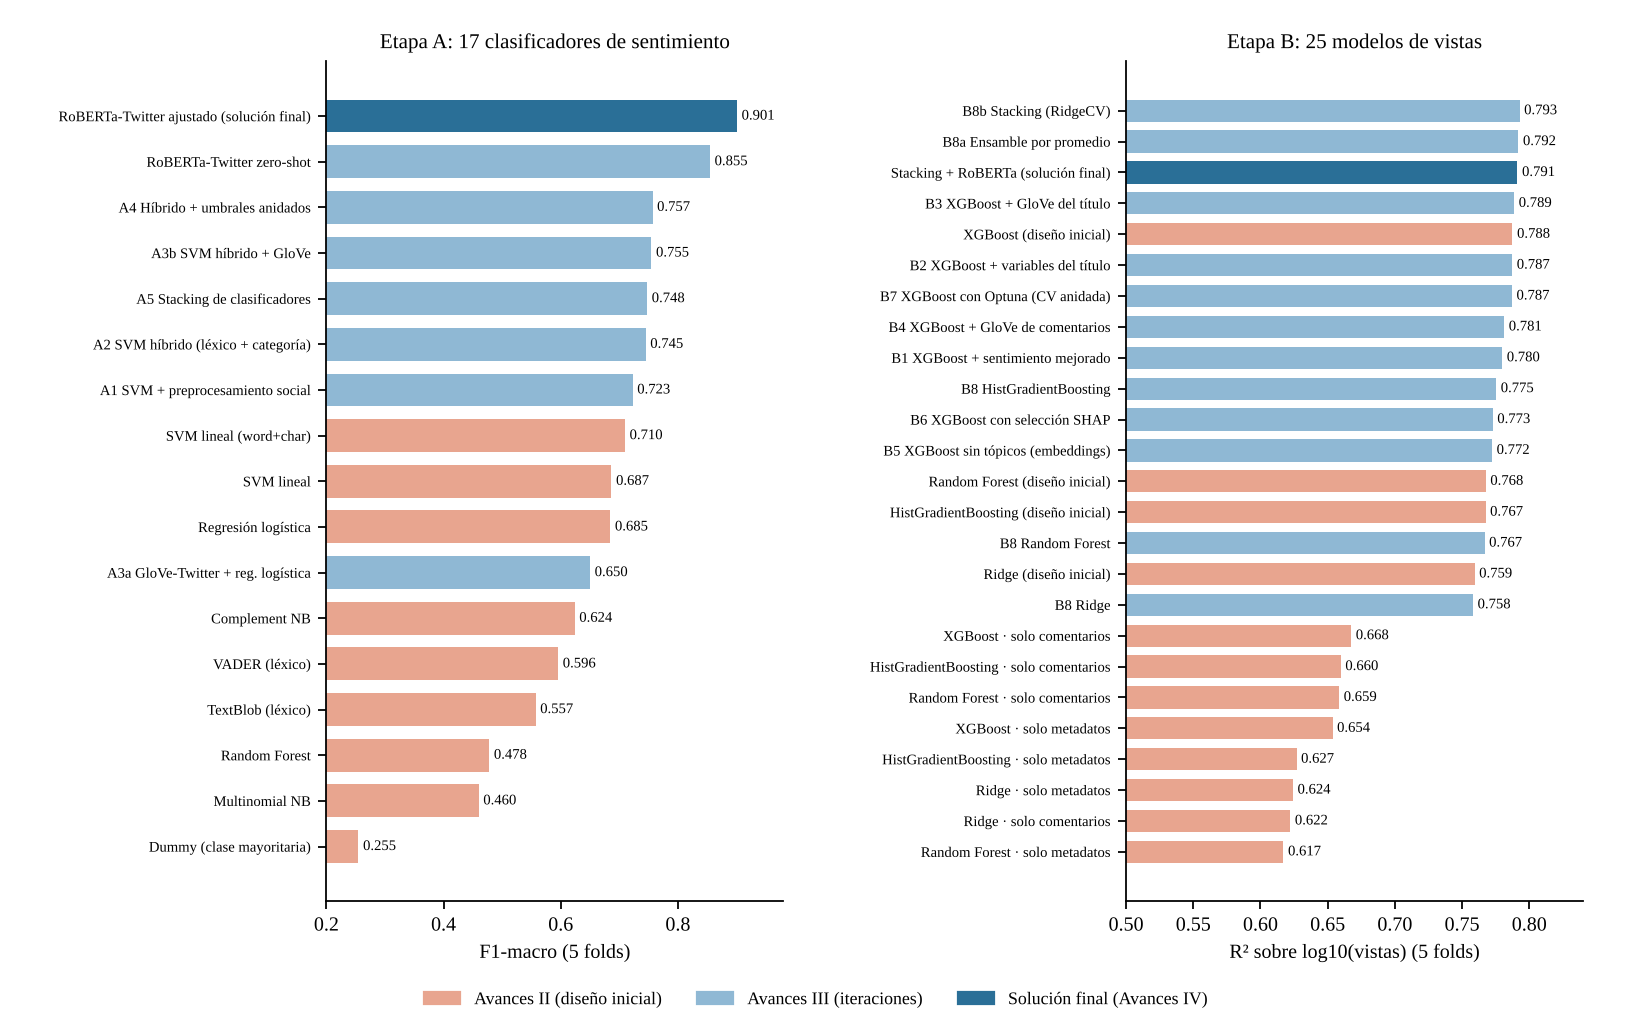 Etapa A: 17 clasificadores de sentimiento
RoBERTa-Twitter ajustado (solución final) 0.901
RoBERTa-Twitter zero-shot 0.855
A4 Híbrido + umbrales anidados 0.757
A3b SVM híbrido + GloVe 0.755
A5 Stacking de clasificadores 0.748
A2 SVM híbrido (léxico + categoría) 0.745
A1 SVM + preprocesamiento social 0.723
SVM lineal (word+char) 0.710
SVM lineal 0.687
Regresión logística 0.685
A3a GloVe-Twitter + reg. logística 0.650
Complement NB 0.624
VADER (léxico) 0.596
TextBlob (léxico) 0.557
Random Forest 0.478
Multinomial NB 0.460
Dummy (clase mayoritaria) 0.255
0.2 0.4 0.6 0.8
F1-macro (5 folds)
Etapa B: 25 modelos de vistas
B8b Stacking (RidgeCV) 0.793
B8a Ensamble por promedio 0.792
Stacking + RoBERTa (solución final) 0.791
B3 XGBoost + GloVe del título 0.789
XGBoost (diseño inicial) 0.788
B2 XGBoost + variables del título 0.787
B7 XGBoost con Optuna (CV anidada) 0.787
B4 XGBoost + GloVe de comentarios 0.781
B1 XGBoost + sentimiento mejorado 0.780
B8 HistGradientBoosting 0.775
B6 XGBoost con selección SHAP 0.773
B5 XGBoost sin tópicos (embeddings) 0.772
Random Forest (diseño inicial) 0.768
HistGradientBoosting (diseño inicial) 0.767
B8 Random Forest 0.767
Ridge (diseño inicial) 0.759
B8 Ridge 0.758
XGBoost · solo comentarios 0.668
HistGradientBoosting · solo comentarios 0.660
Random Forest · solo comentarios 0.659
XGBoost · solo metadatos 0.654
HistGradientBoosting · solo metadatos 0.627
Ridge · solo metadatos 0.624
Ridge · solo comentarios 0.622
Random Forest · solo metadatos 0.617
0.50 0.55 0.60 0.65 0.70 0.75 0.80
R² sobre log10(vistas) (5 folds)
Avances II (diseño inicial) Avances III (iteraciones) Solución final (Avances IV)